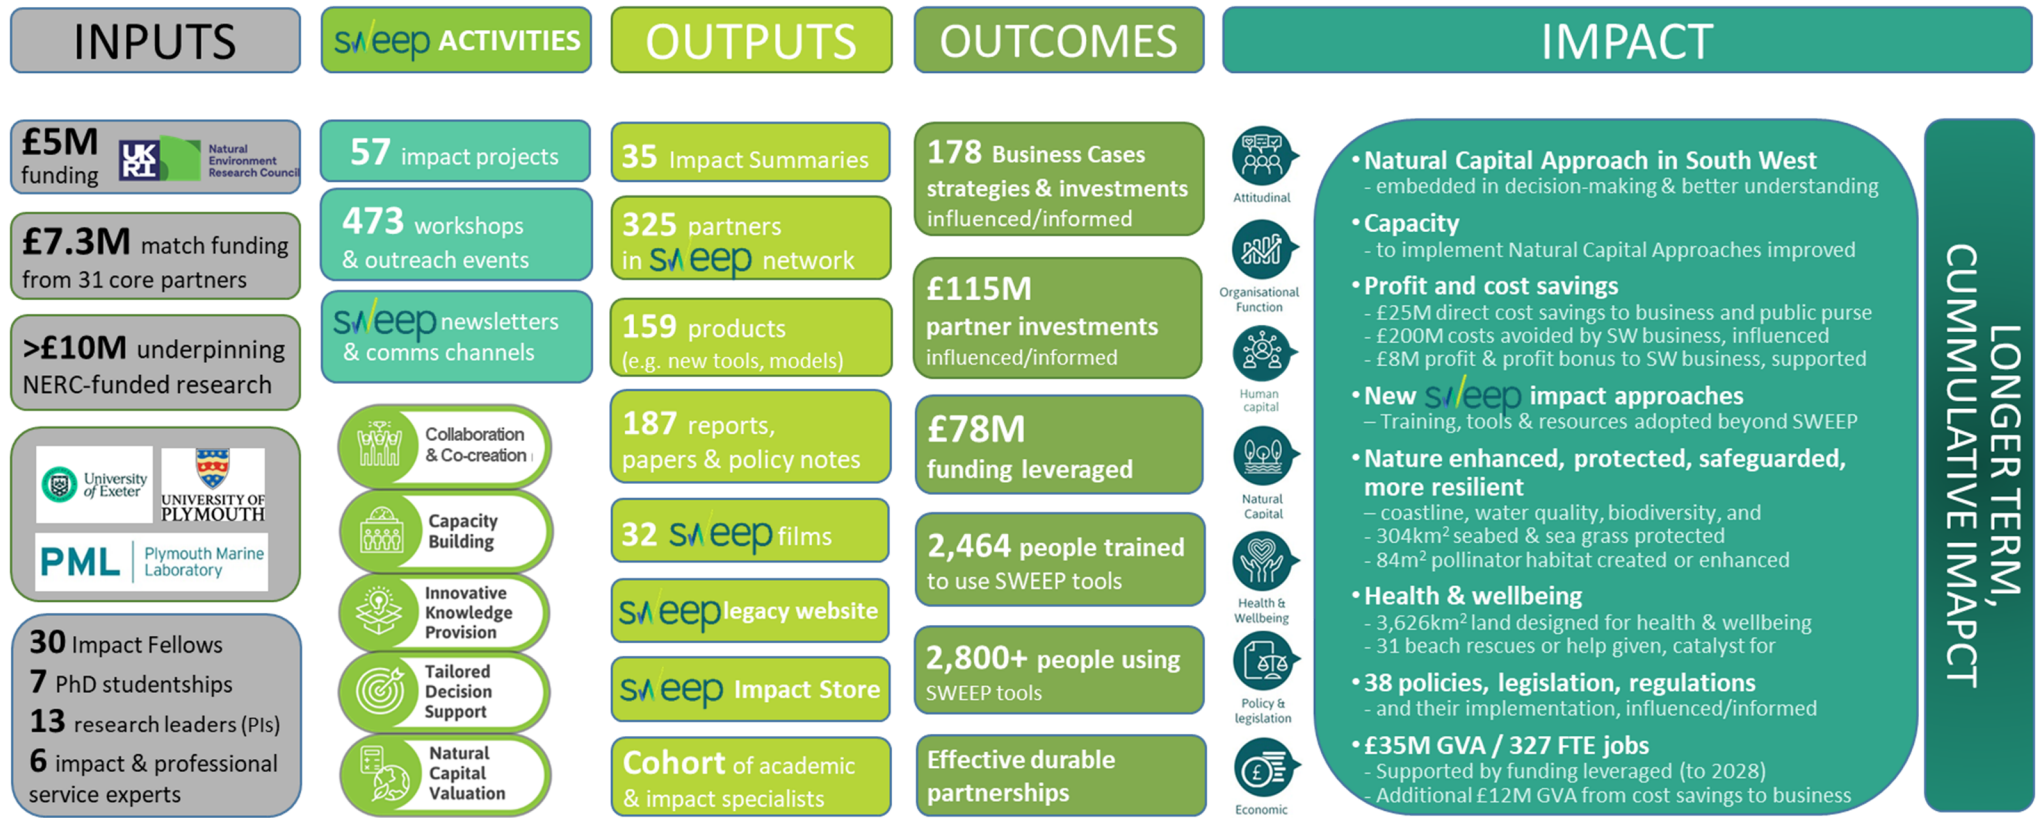 INPUTS
£5M
funding
UKRI
Natural
Environment
Research Council
£7.3M match funding
from 31 core partners
>£10M underpinning
NERC-funded research
University
of Exeter
UNIVERSITY OF
PLYMOUTH
PML
Plymouth Marine
Laboratory
30 Impact Fellows
7 PhD studentships
13 research leaders (PIs)
6 impact & professional
service experts
sweep ACTIVITIES
57 impact projects
473 workshops
& outreach events
sweep newsletters
& comms channels
Collaboration
& Co-creation
Capacity
Building
Innovative
Knowledge
Provision
Tailored
Decision
Support
Natural
Capital
Valuation
OUTPUTS
35 Impact Summaries
325 partners
in sweep network
159 products
(e.g. new tools, models)
187 reports,
papers & policy notes
32 sweep films
sweep legacy website
sweep Impact Store
Cohort of academic
& impact specialists
OUTCOMES
178 Business Cases
strategies & investments
influenced/informed
£115M
partner investments
influenced/informed
£78M
funding leveraged
2,464 people trained
to use SWEEP tools
2,800+ people using
SWEEP tools
Effective durable
partnerships
IMPACT
Attitudinal
Organisational
Function
Human
capital
Natural
Capital
Health &
Wellbeing
Policy &
legislation
£
Economic
• Natural Capital Approach in South West
- embedded in decision-making & better understanding
• Capacity
- to implement Natural Capital Approaches improved
• Profit and cost savings
- £25M direct cost savings to business and public purse
- £200M costs avoided by SW business, influenced
- £8M profit & profit bonus to SW business, supported
• New sweep impact approaches
– Training, tools & resources adopted beyond SWEEP
• Nature enhanced, protected, safeguarded,
more resilient
– coastline, water quality, biodiversity, and
- 304km² seabed & sea grass protected
- 84m² pollinator habitat created or enhanced
• Health & wellbeing
- 3,626km² land designed for health & wellbeing
- 31 beach rescues or help given, catalyst for
• 38 policies, legislation, regulations
- and their implementation, influenced/informed
• £35M GVA / 327 FTE jobs
- Supported by funding leveraged (to 2028)
- Additional £12M GVA from cost savings to business
LONGER TERM,
CUMMULATIVE IMAPCT